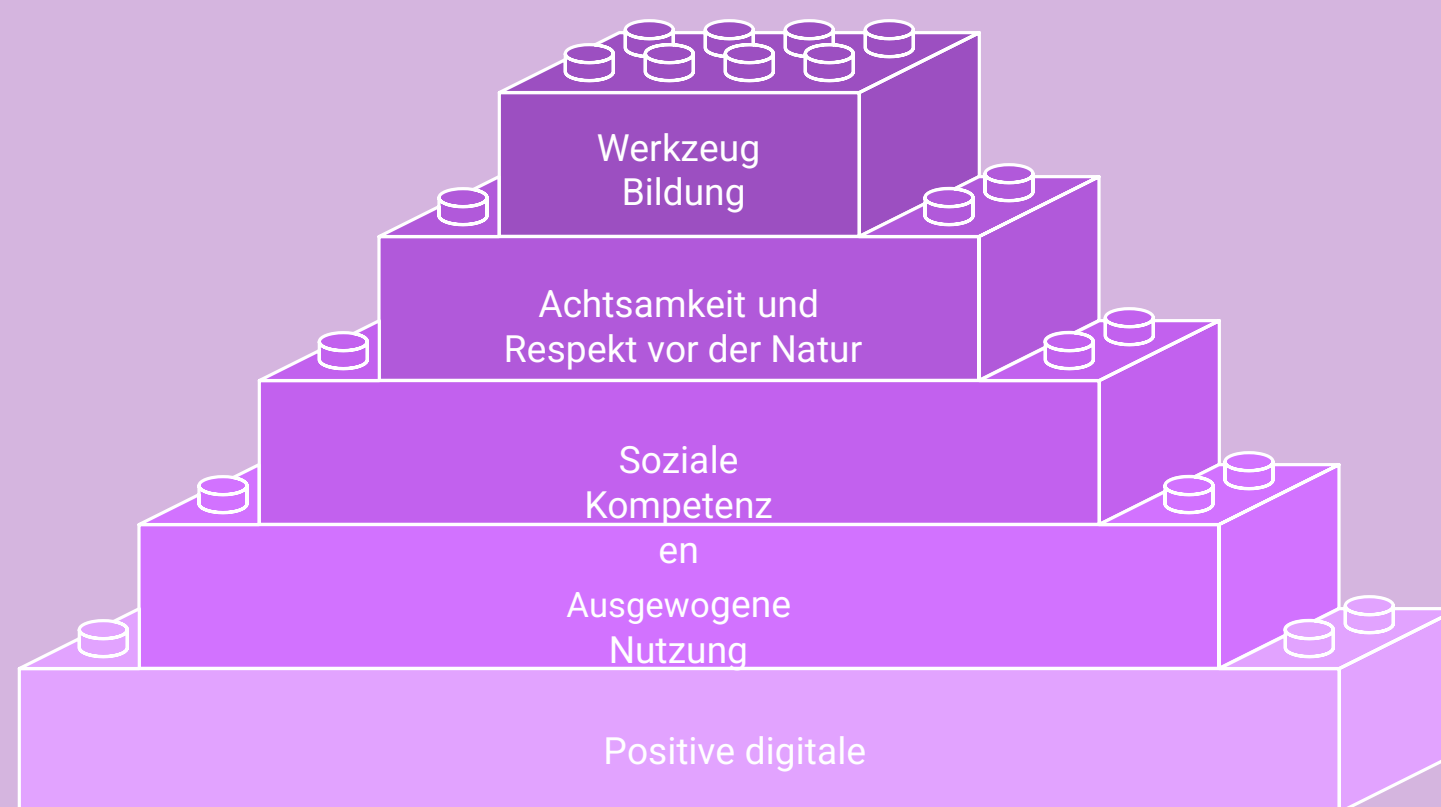 Werkzeug
Bildung
Achtsamkeit und
Respekt vor der Natur
Soziale
Kompetenz
en
Ausgewogene
Nutzung
Positive digitale